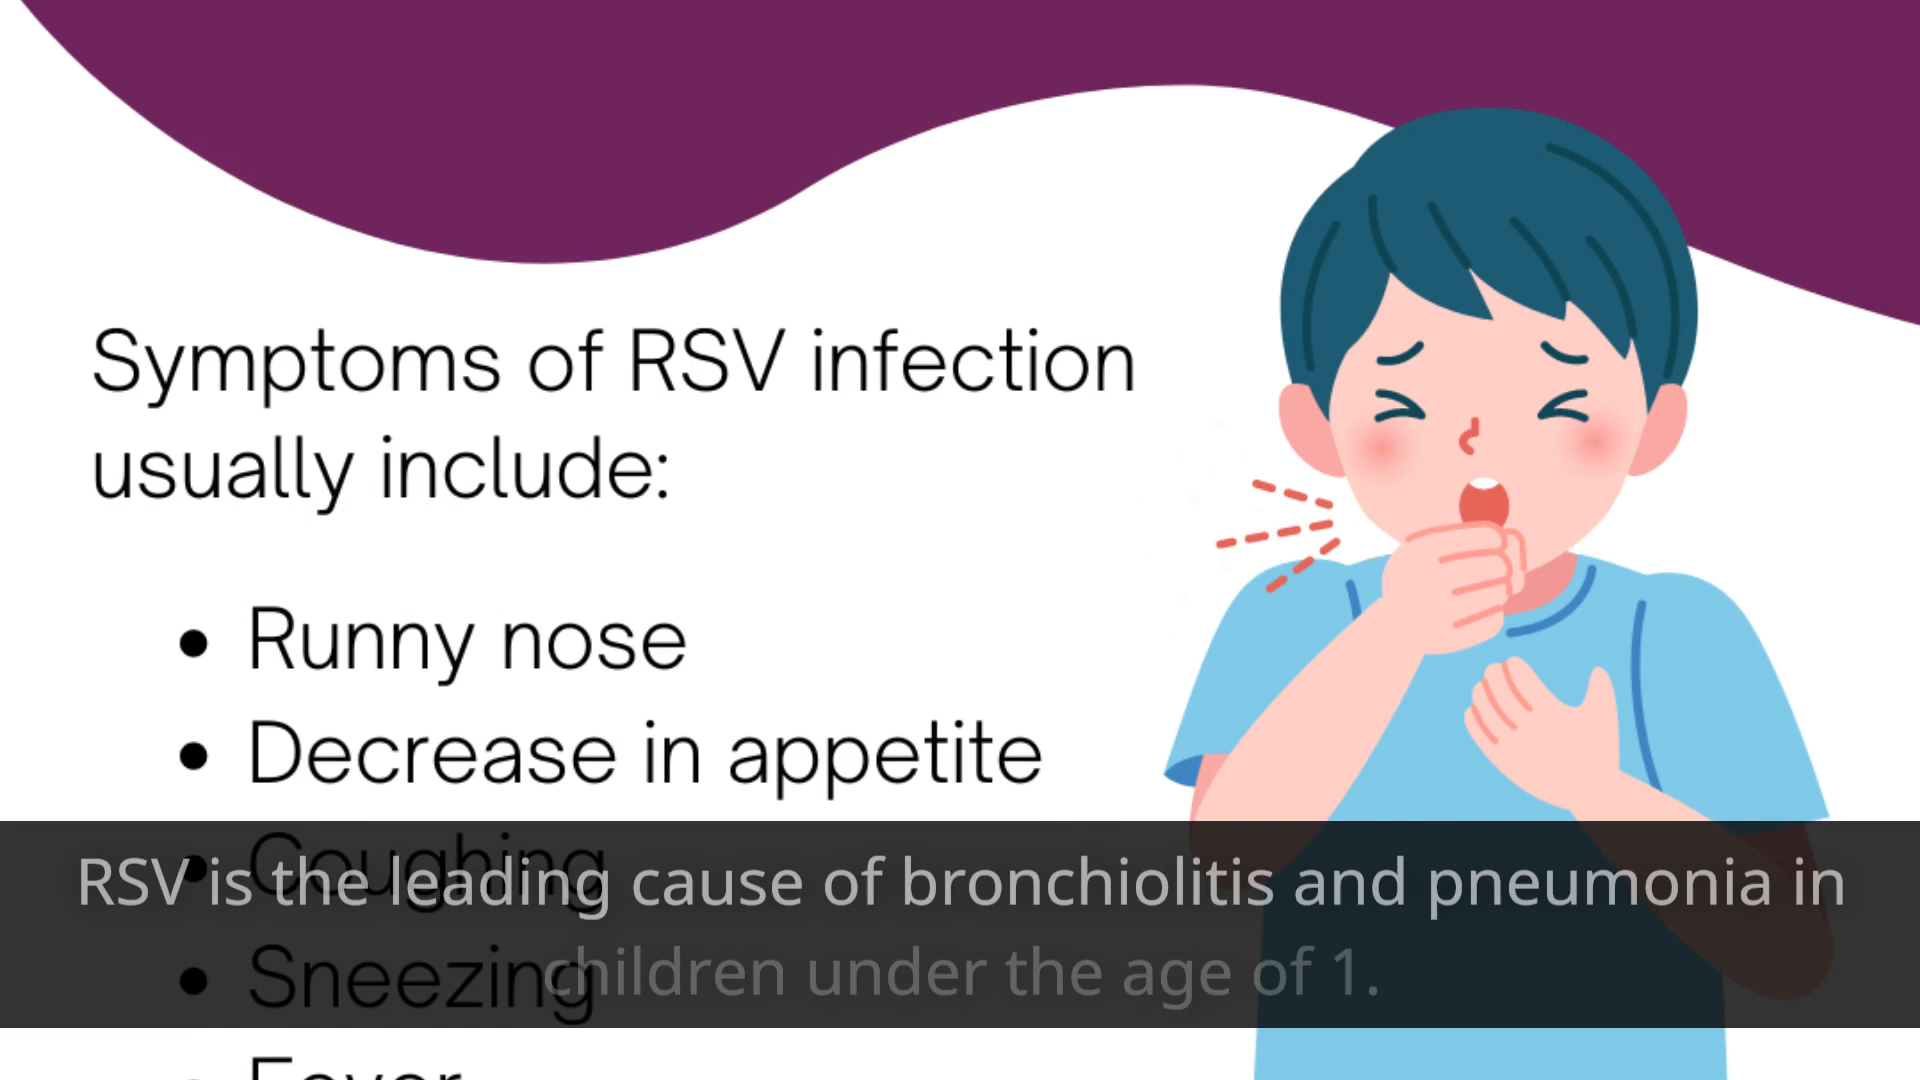 Symptoms of RSV infection
usually include:
Runny nose
Decrease in appetite
Coughing
RSV is the leading cause of bronchiolitis and pneumonia in
Sneezing
children under the age of 1.
Fever